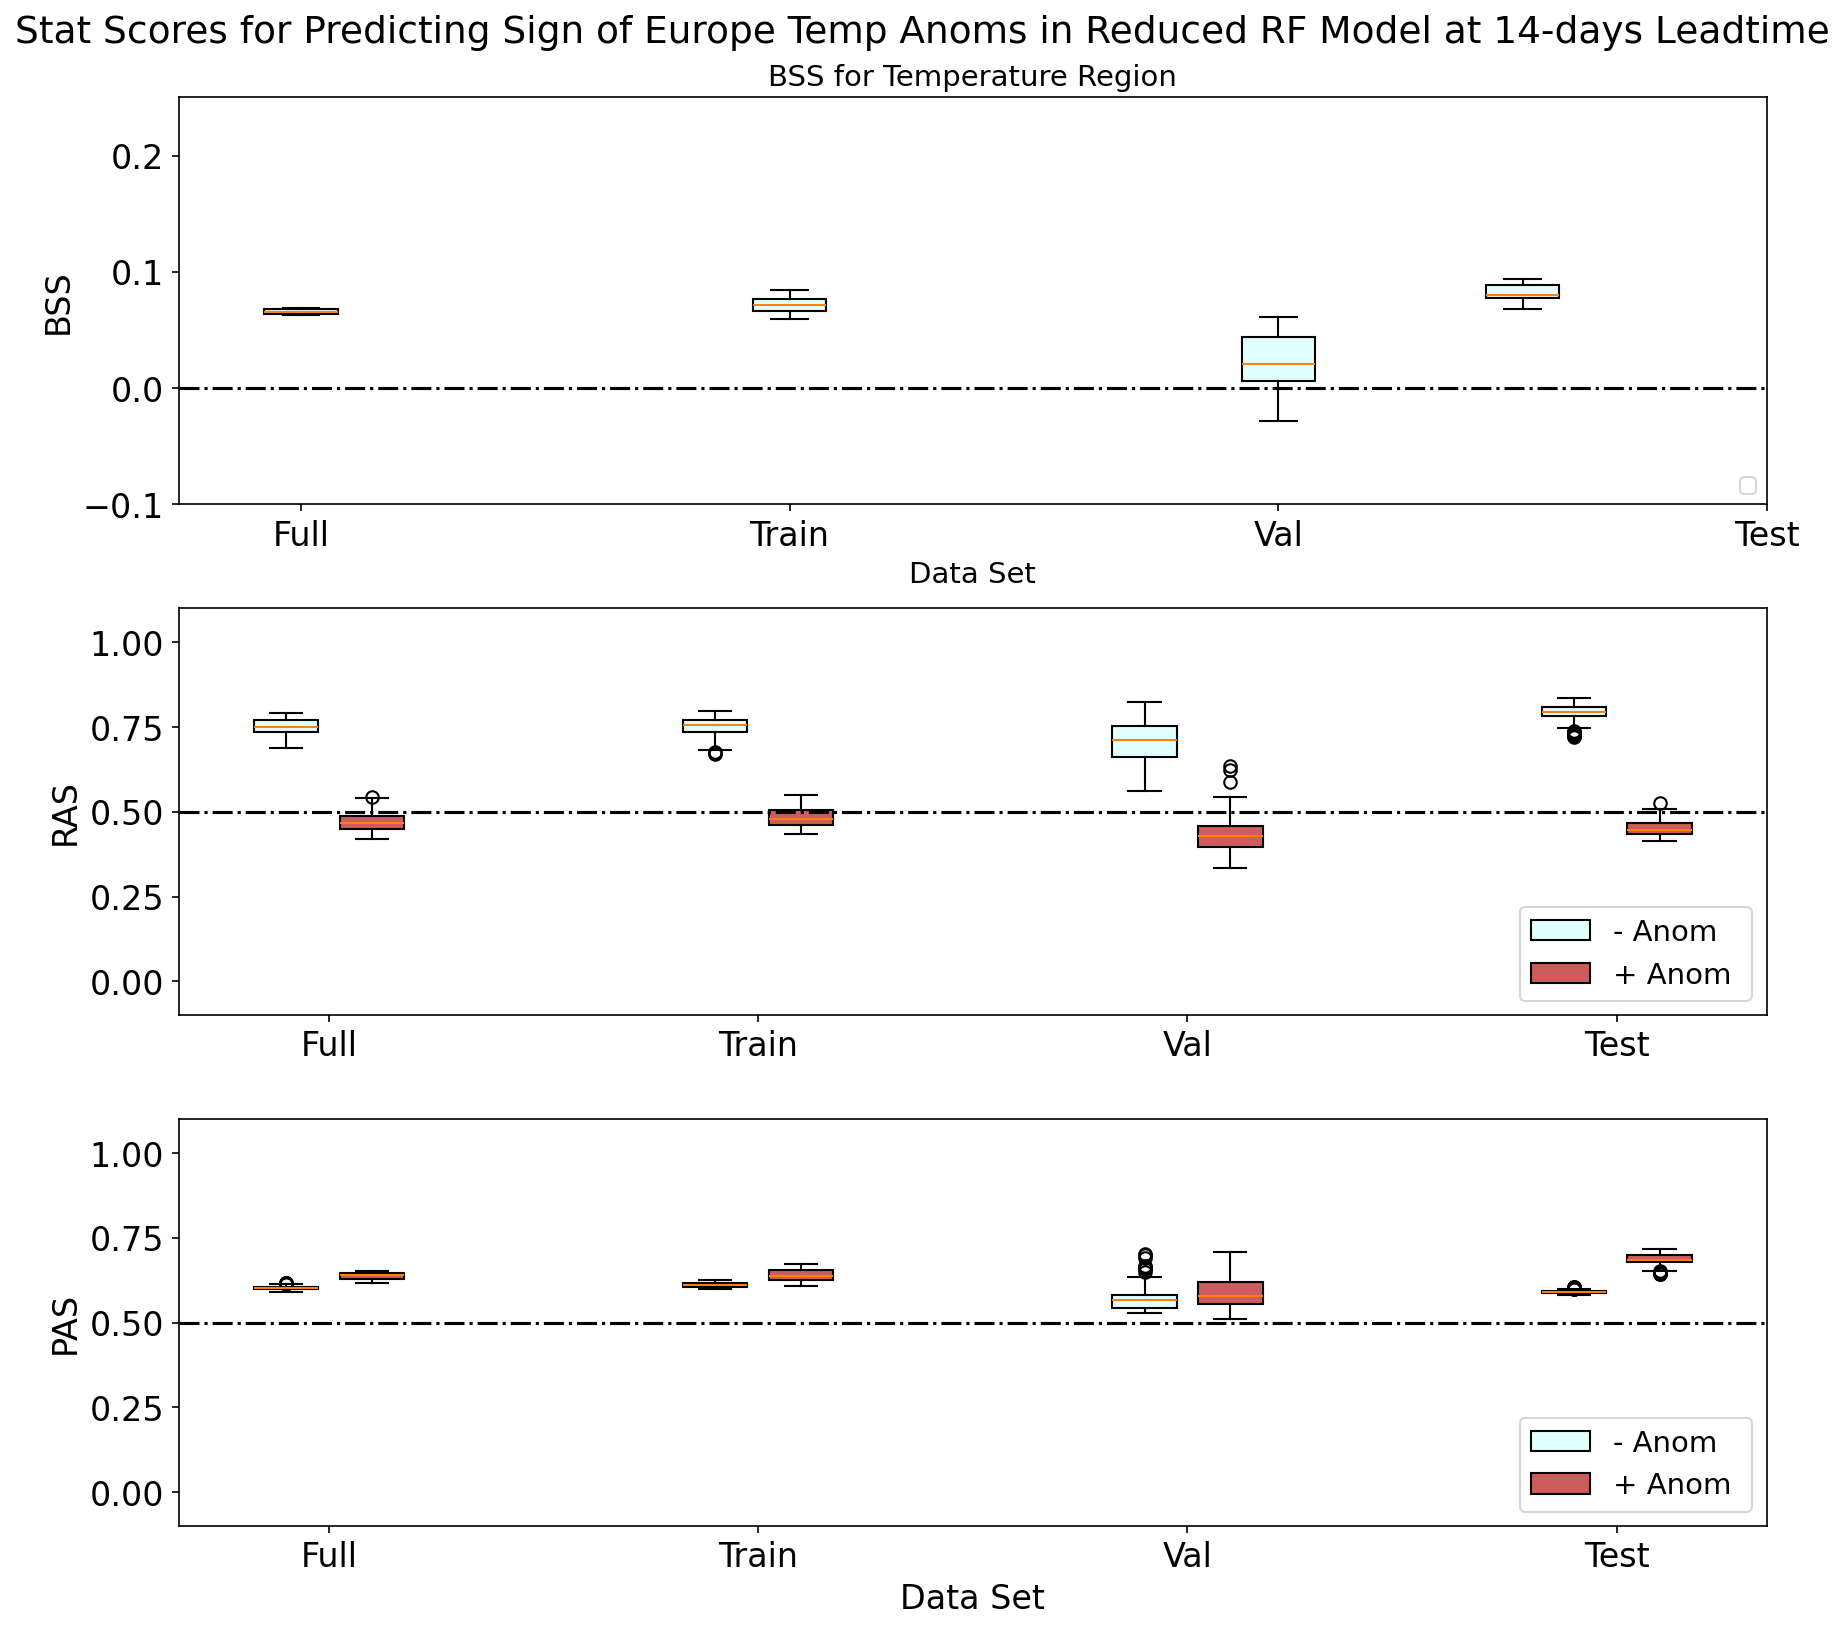 Stat Scores for Predicting Sign of Europe Temp Anoms in Reduced RF Model at 14-days Leadtime
BSS for Temperature Region
BSS
0.2
0.1
0.0
−0.1
Full Train Val Test
Data Set
RAS
1.00
0.75
0.50
0.25
0.00
- Anom
+ Anom
Full Train Val Test
PAS
1.00
0.75
0.50
0.25
0.00
- Anom
+ Anom
Full Train Val Test
Data Set